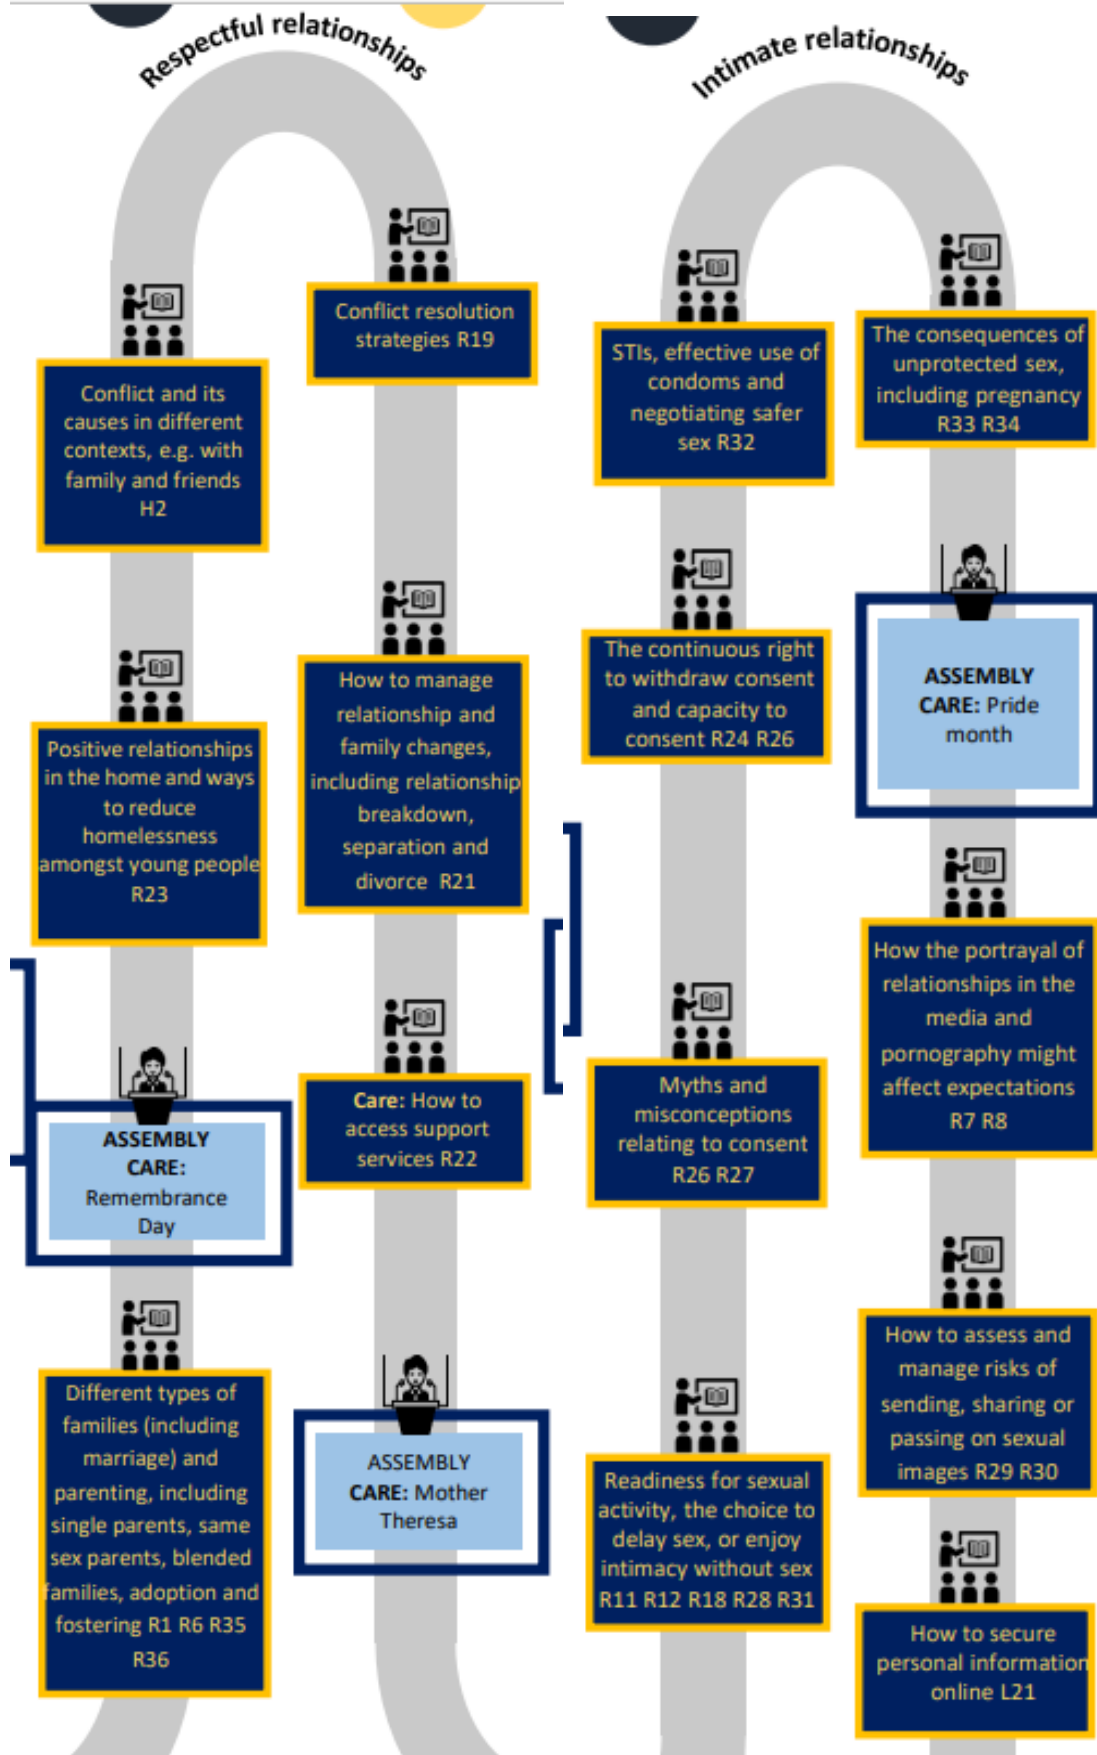 Respectful relationships
Conflict and its
causes in different
contexts, e.g. with
family and friends
H2
Positive relationships
in the home and ways
to reduce
homelessness
amongst young people
R23
ASSEMBLY
CARE:
Remembrance
Day
Different types of
families (including
marriage) and
parenting, including
single parents, same
sex parents, blended
families, adoption and
fostering R1 R6 R35
R36
Conflict resolution
strategies R19
How to manage
relationship and
family changes,
including relationship
breakdown,
separation and
divorce R21
Care: How to
access support
services R22
ASSEMBLY
CARE: Mother
Theresa
Intimate relationships
STIs, effective use of
condoms and
negotiating safer
sex R32
The continuous right
to withdraw consent
and capacity to
consent R24 R26
Myths and
misconceptions
relating to consent
R26 R27
Readiness for sexual
activity, the choice to
delay sex, or enjoy
intimacy without sex
R11 R12 R18 R28 R31
The consequences of
unprotected sex,
including pregnancy
R33 R34
ASSEMBLY
CARE: Pride
month
How the portrayal of
relationships in the
media and
pornography might
affect expectations
R7 R8
How to assess and
manage risks of
sending, sharing or
passing on sexual
images R29 R30
How to secure
personal information
online L21